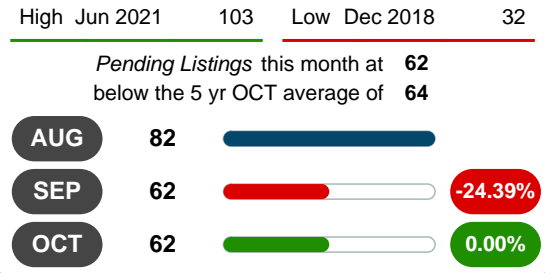 High Jun 2021 103 Low Dec 2018 32
Pending Listings this month at 62
below the 5 yr OCT average of 64
AUG 82
SEP 62 -24.39%
OCT 62 0.00%